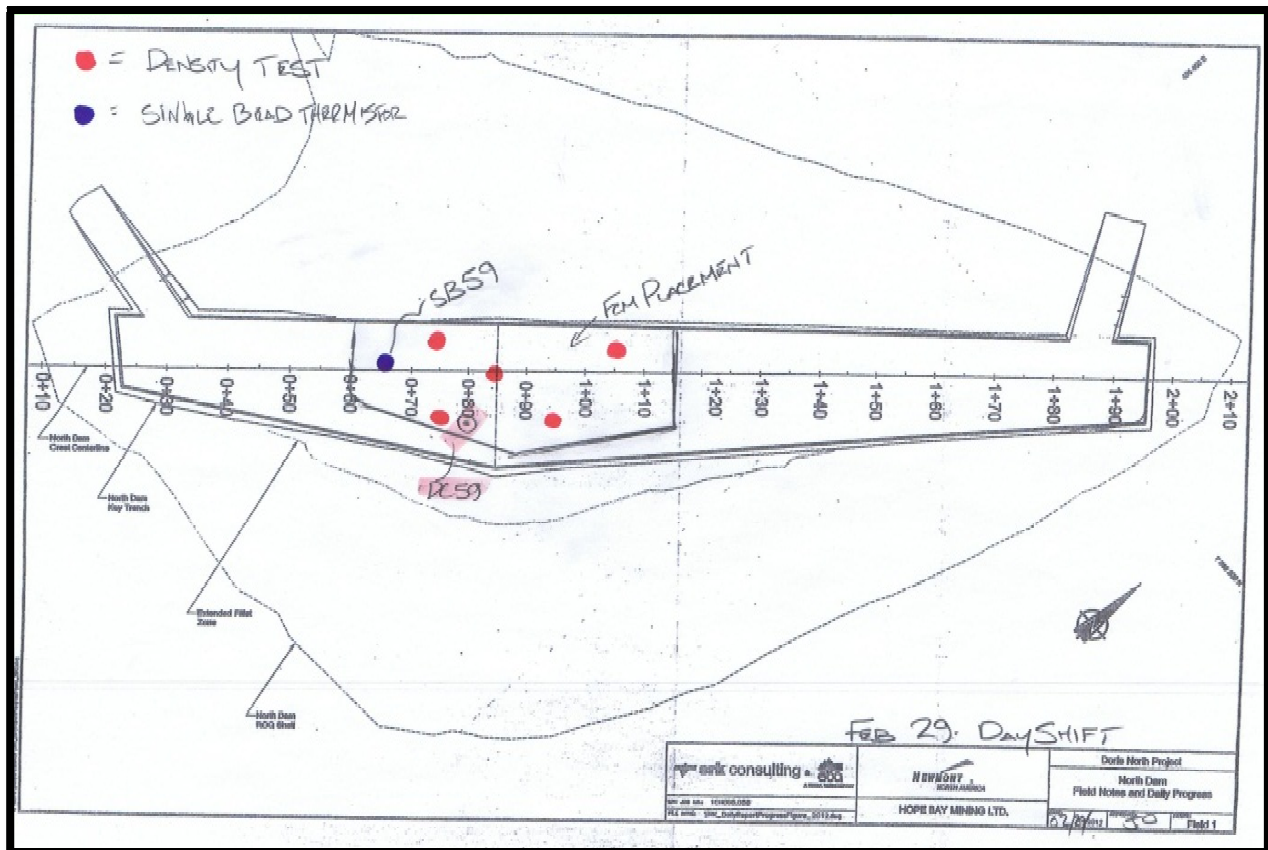 = DENSITY TEST
= SINGLE BEAD THERMISTOR
SB59
FCM PLACEMENT
0+10
0+20
0+30
0+40
0+50
0+60
0+70
0+80
0+90
1+00
1+10
1+20
1+30
1+40
1+50
1+60
1+70
1+80
1+90
2+00
2+10
DC59
North Dam
Crest Centerline
North Dam
Key Trench
Extended Fillet
Zone
North Dam
ROQ Shell
FEB 29. DAYSHIFT
srk consulting
NEWMONT
NORTH AMERICA
HOPE BAY MINING LTD.
Doris North Project
North Dam
Field Notes and Daily Progress
Field 1